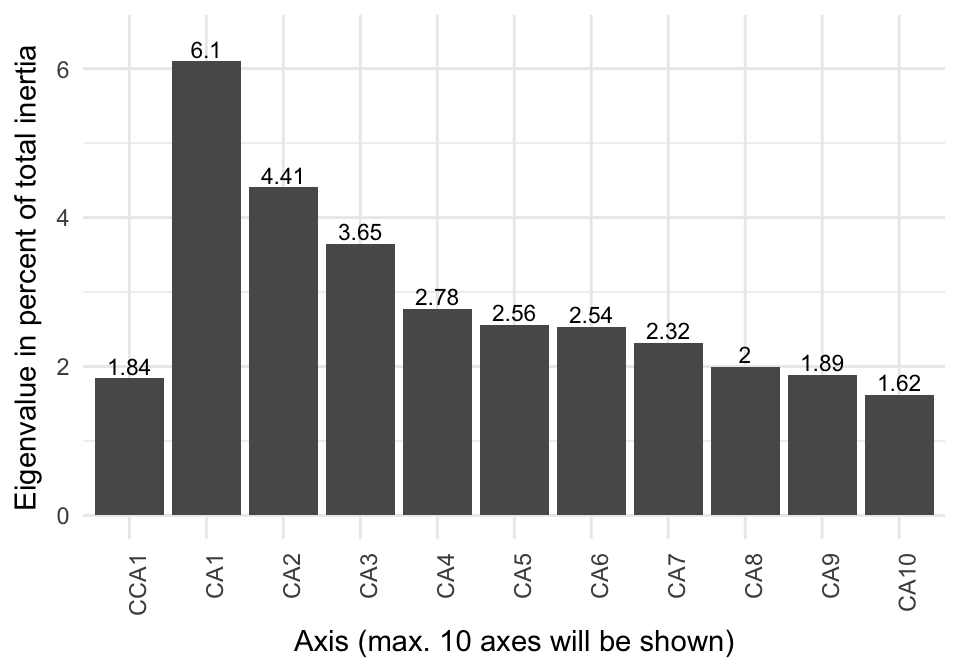 Eigenvalue in percent of total inertia
6
4
2
0
1.84
6.1
4.41
3.65
2.78
2.56
2.54
2.32
2
1.89
1.62
CCA1
CA1
CA2
CA3
CA4
CA5
CA6
CA7
CA8
CA9
CA10
Axis (max. 10 axes will be shown)